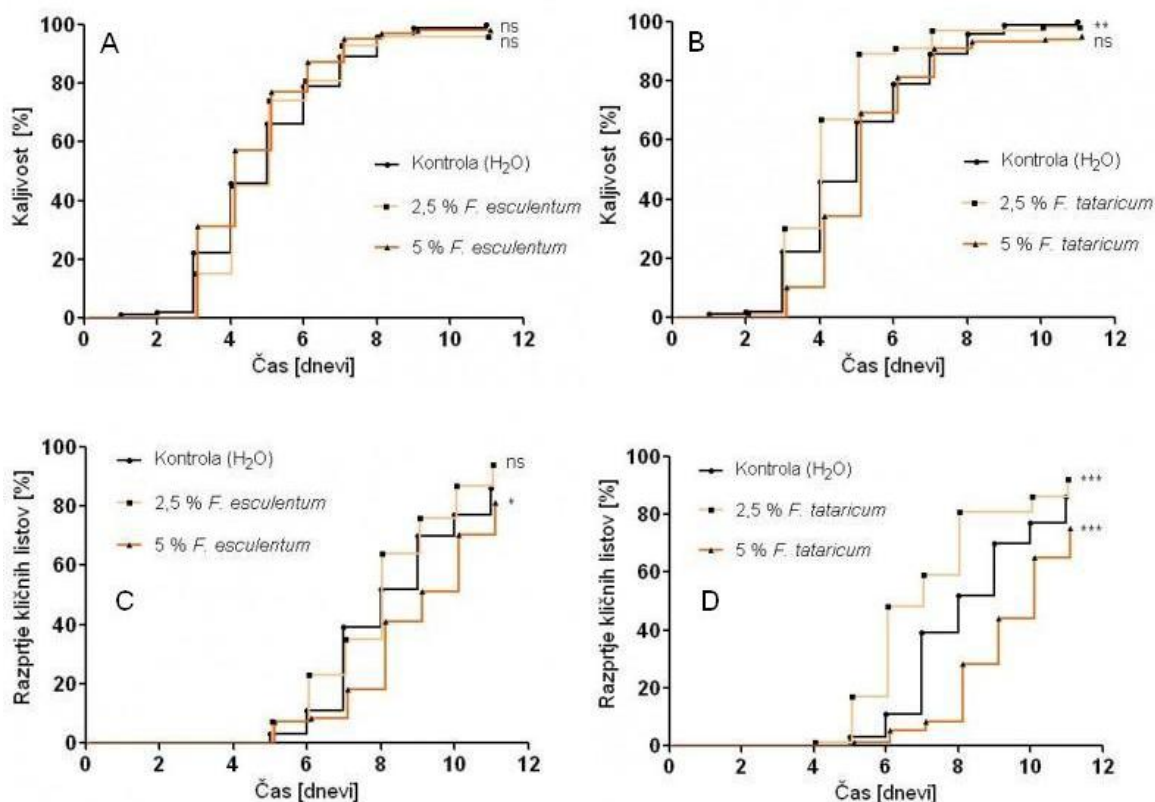 A
Kaljivost [%]
100
80
60
40
20
0
0 2 4 6 8 10 12
Čas [dnevi]
Kontrola (H₂O)
2,5 % F. esculentum
5 % F. esculentum
ns
ns
B
Kaljivost [%]
100
80
60
40
20
0
0 2 4 6 8 10 12
Čas [dnevi]
Kontrola (H₂O)
2,5 % F. tataricum
5 % F. tataricum
**
ns
C
Razprtje kličnih listov [%]
100
80
60
40
20
0
0 2 4 6 8 10 12
Čas [dnevi]
Kontrola (H₂O)
2,5 % F. esculentum
5 % F. esculentum
ns
*
D
Razprtje kličnih listov [%]
100
80
60
40
20
0
0 2 4 6 8 10 12
Čas [dnevi]
Kontrola (H₂O)
2,5 % F. tataricum
5 % F. tataricum
***
***